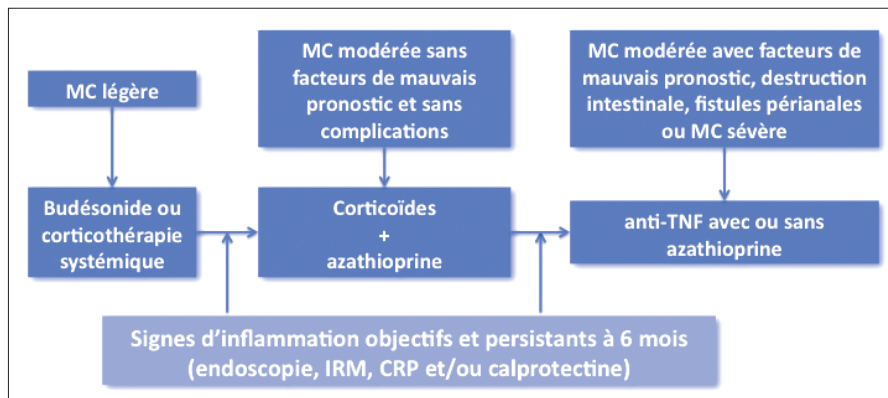 MC légère
MC modérée sans
facteurs de mauvais
pronostic et sans
complications
MC modérée avec facteurs de
mauvais pronostic, destruction
intestinale, fistules périanales
ou MC sévère
Budésonide ou
corticothérapie
systémique
Corticoïdes
+
azathioprine
anti-TNF avec ou sans
azathioprine
Signes d’inflammation objectifs et persistants à 6 mois
(endoscopie, IRM, CRP et/ou calprotectine)